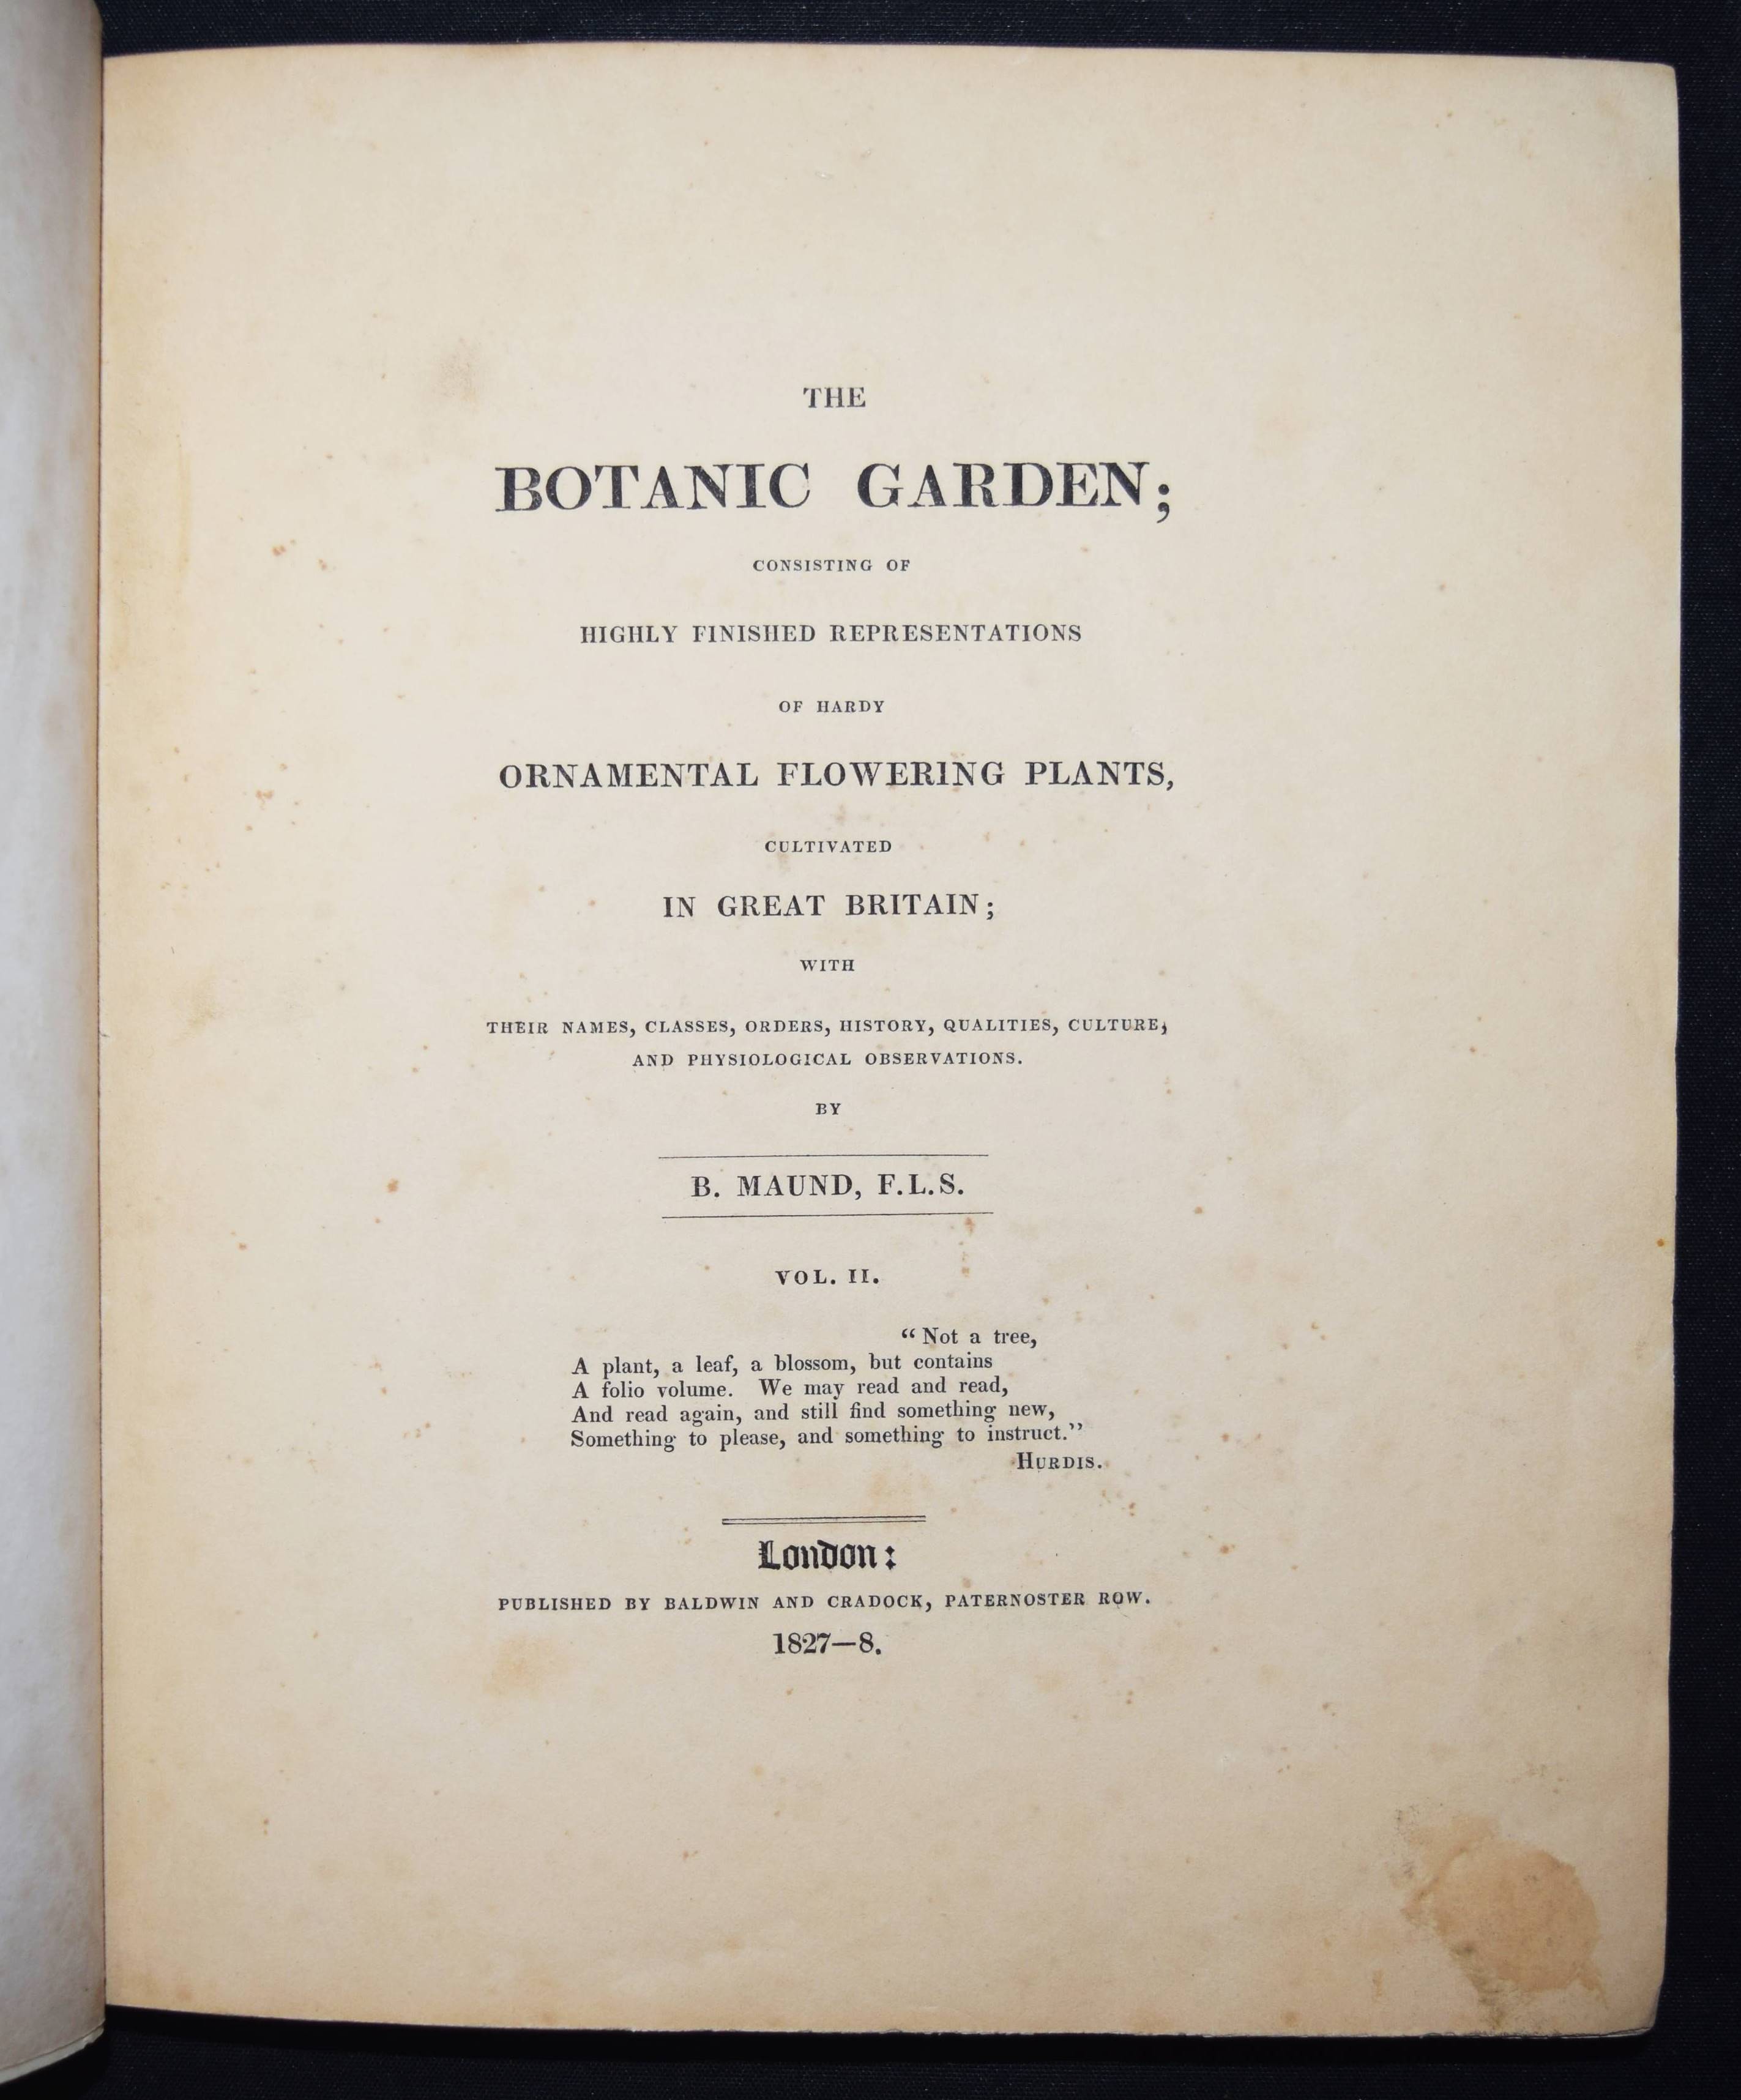 THE
BOTANIC GARDEN;
CONSISTING OF
HIGHLY FINISHED REPRESENTATIONS
OF HARDY
ORNAMENTAL FLOWERING PLANTS,
CULTIVATED
IN GREAT BRITAIN;
WITH
THEIR NAMES, CLASSES, ORDERS, HISTORY, QUALITIES, CULTURE,
AND PHYSIOLOGICAL OBSERVATIONS.
BY
B. MAUND, F.L.S.
VOL. II.
“Not a tree,
A plant, a leaf, a blossom, but contains
A folio volume. We may read and read,
And read again, and still find something new,
Something to please, and something to instruct.”
HURDIS.
London:
PUBLISHED BY BALDWIN AND CRADOCK, PATERNOSTER ROW.
1827—8.